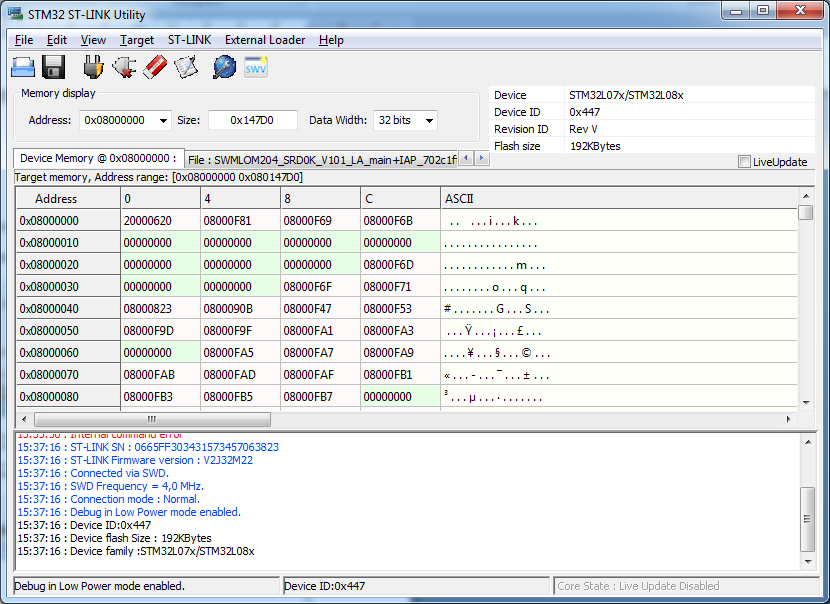 STM32 ST-LINK Utility
File Edit View Target ST-LINK External Loader Help
SWV
Memory display
Address: 0x08000000 Size: 0x147D0 Data Width: 32 bits
Device STM32L07x/STM32L08x
Device ID 0x447
Revision ID Rev V
Flash size 192KBytes
LiveUpdate
Device Memory @ 0x08000000 : File : SWMLOM204_SRD0K_V101_LA_main+IAP_702c1f
Target memory, Address range: [0x08000000 0x080147D0]
Address 0 4 8 C ASCII
0x08000000 20000620 08000F81 08000F69 08000F6B .. ...i...k...
0x08000010 00000000 00000000 00000000 00000000 ................
0x08000020 00000000 00000000 00000000 08000F6D ............m...
0x08000030 00000000 00000000 08000F6F 08000F71 ........o...q...
0x08000040 08000823 0800090B 08000F47 08000F53 #.......G...S...
0x08000050 08000F9D 08000F9F 08000FA1 08000FA3 ...Ÿ...¡...£...
0x08000060 00000000 08000FA5 08000FA7 08000FA9 ....¥...§...©...
0x08000070 08000FAB 08000FAD 08000FAF 08000FB1 «...-...¯...±...
0x08000080 08000FB3 08000FB5 08000FB7 00000000 ³...µ...·.......
Internal command error
15:37:16 : ST-LINK SN : 0665FF303431573457063823
15:37:16 : ST-LINK Firmware version : V2J32M22
15:37:16 : Connected via SWD.
15:37:16 : SWD Frequency = 4,0 MHz.
15:37:16 : Connection mode : Normal.
15:37:16 : Debug in Low Power mode enabled.
15:37:16 : Device ID:0x447
15:37:16 : Device flash Size : 192KBytes
15:37:16 : Device family :STM32L07x/STM32L08x
Debug in Low Power mode enabled. Device ID:0x447 Core State : Live Update Disabled